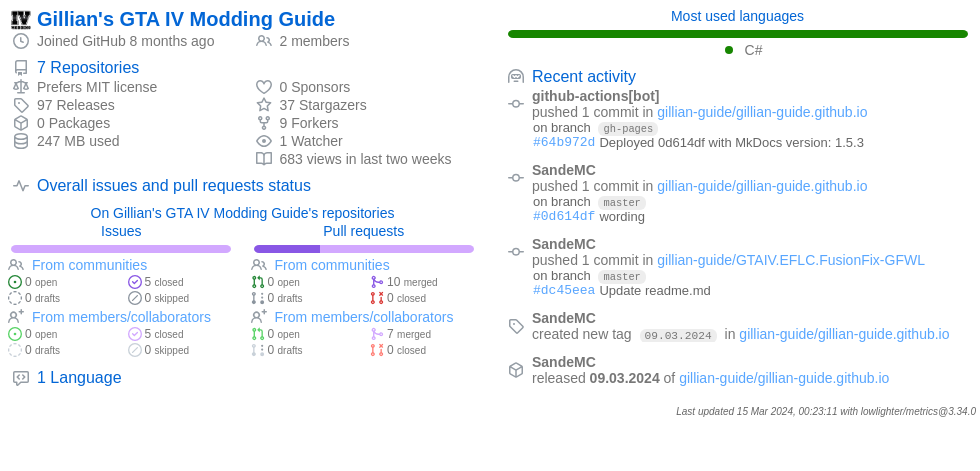 Gillian's GTA IV Modding Guide
Joined GitHub 8 months ago
2 members
7 Repositories
Prefers MIT license
0 Sponsors
97 Releases
37 Stargazers
0 Packages
9 Forkers
247 MB used
1 Watcher
683 views in last two weeks
Overall issues and pull requests status
On Gillian's GTA IV Modding Guide's repositories
Issues
From communities
0 open
5 closed
0 drafts
0 skipped
From members/collaborators
0 open
5 closed
0 drafts
0 skipped
Pull requests
From communities
0 open
10 merged
0 drafts
0 closed
From members/collaborators
0 open
7 merged
0 drafts
0 closed
1 Language
Most used languages
C#
Recent activity
github-actions[bot]
pushed 1 commit in gillian-guide/gillian-guide.github.io
on branch gh-pages
#64b972d Deployed 0d614df with MkDocs version: 1.5.3
SandeMC
pushed 1 commit in gillian-guide/gillian-guide.github.io
on branch master
#0d614df wording
SandeMC
pushed 1 commit in gillian-guide/GTAIV.EFLC.FusionFix-GFWL
on branch master
#dc45eea Update readme.md
SandeMC
created new tag 09.03.2024 in gillian-guide/gillian-guide.github.io
SandeMC
released 09.03.2024 of gillian-guide/gillian-guide.github.io
Last updated 15 Mar 2024, 00:23:11 with lowlighter/metrics@3.34.0